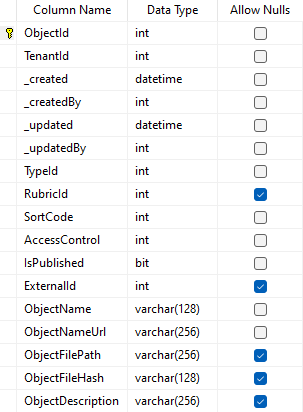 Column Name Data Type Allow Nulls
ObjectId int
TenantId int
_created datetime
_createdBy int
_updated datetime
_updatedBy int
TypeId int
RubricId int
SortCode int
AccessControl int
IsPublished bit
ExternalId int
ObjectName varchar(128)
ObjectNameUrl varchar(256)
ObjectFilePath varchar(256)
ObjectFileHash varchar(128)
ObjectDescription varchar(256)